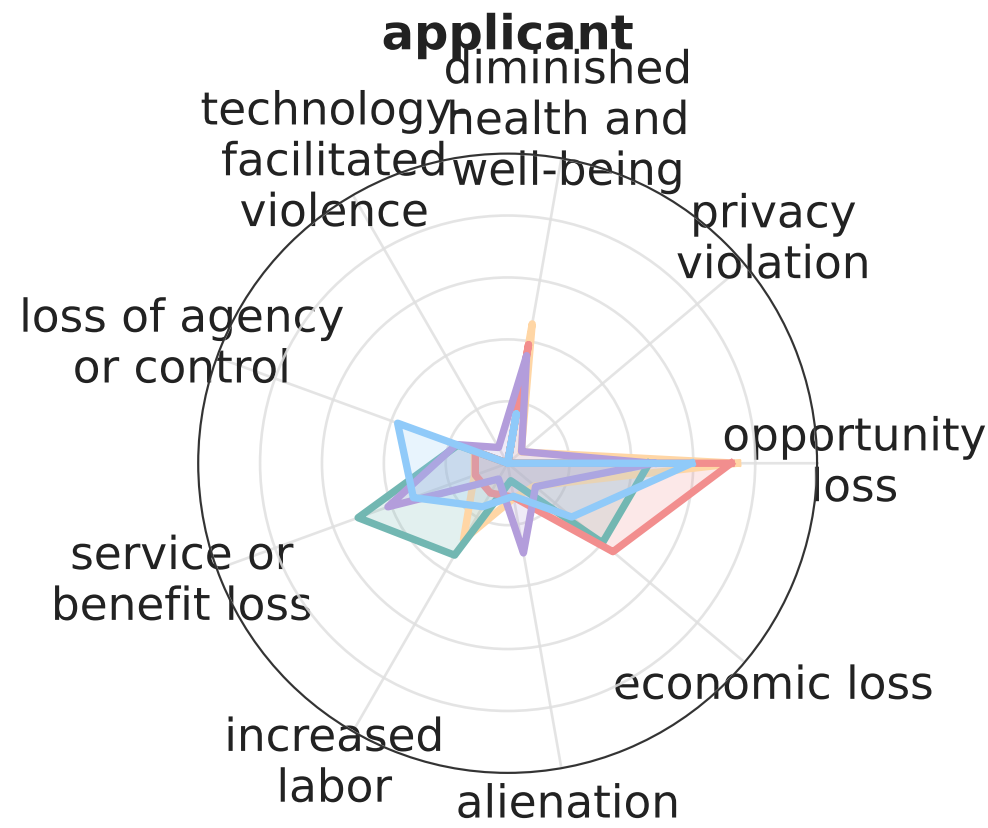 applicant
diminished
health and
well-being
technology-
facilitated
violence
privacy
violation
loss of agency
or control
opportunity
loss
service or
benefit loss
economic loss
increased
labor
alienation